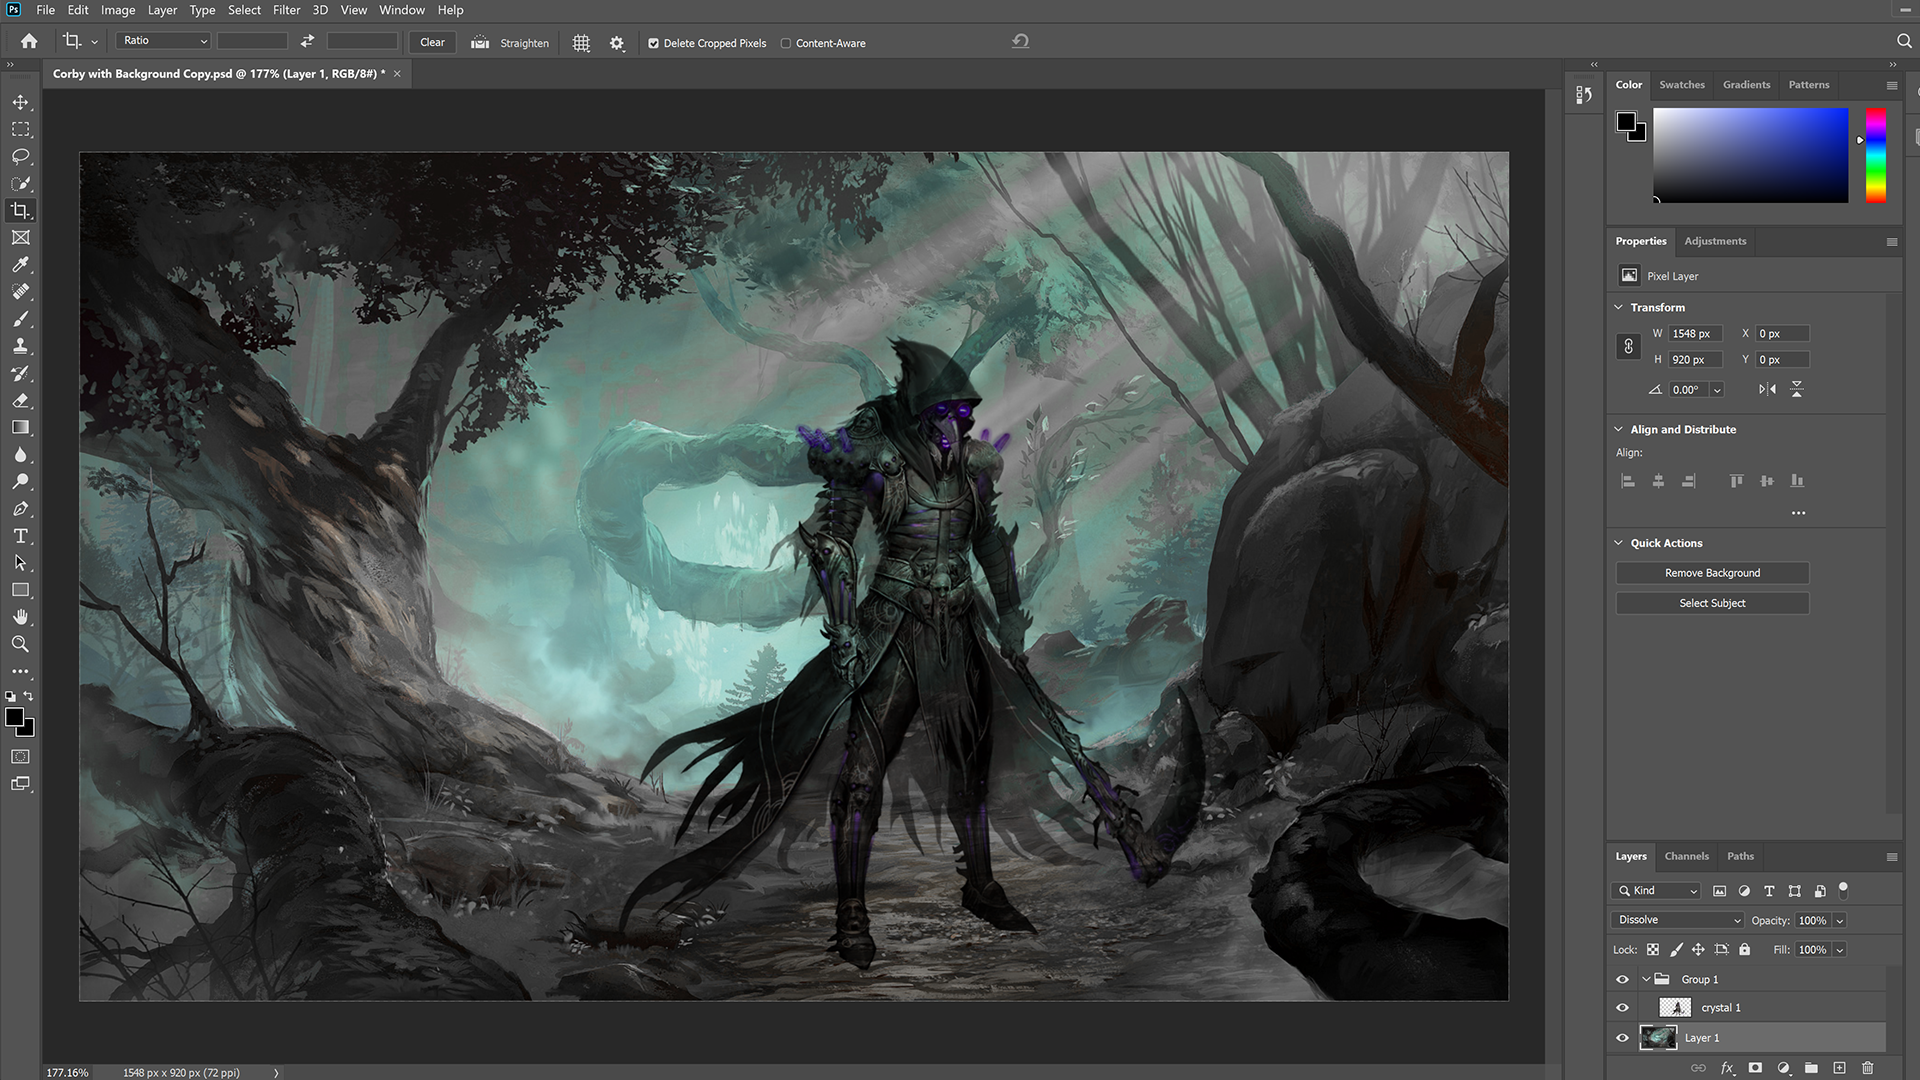 Ps File Edit Image Layer Type Select Filter 3D View Window Help
Ratio Clear Straighten Delete Cropped Pixels Content-Aware
Corby with Background Copy.psd @ 177% (Layer 1, RGB/8#) * ×
Color Swatches Gradients Patterns
Properties Adjustments
Pixel Layer
Transform
W 1548 px X 0 px
H 920 px Y 0 px
0.00°
Align and Distribute
Align:
Quick Actions
Remove Background
Select Subject
Layers Channels Paths
Kind
Dissolve Opacity: 100%
Lock: Fill: 100%
Group 1
crystal 1
Layer 1
fx
177.16% 1548 px x 920 px (72 ppi)